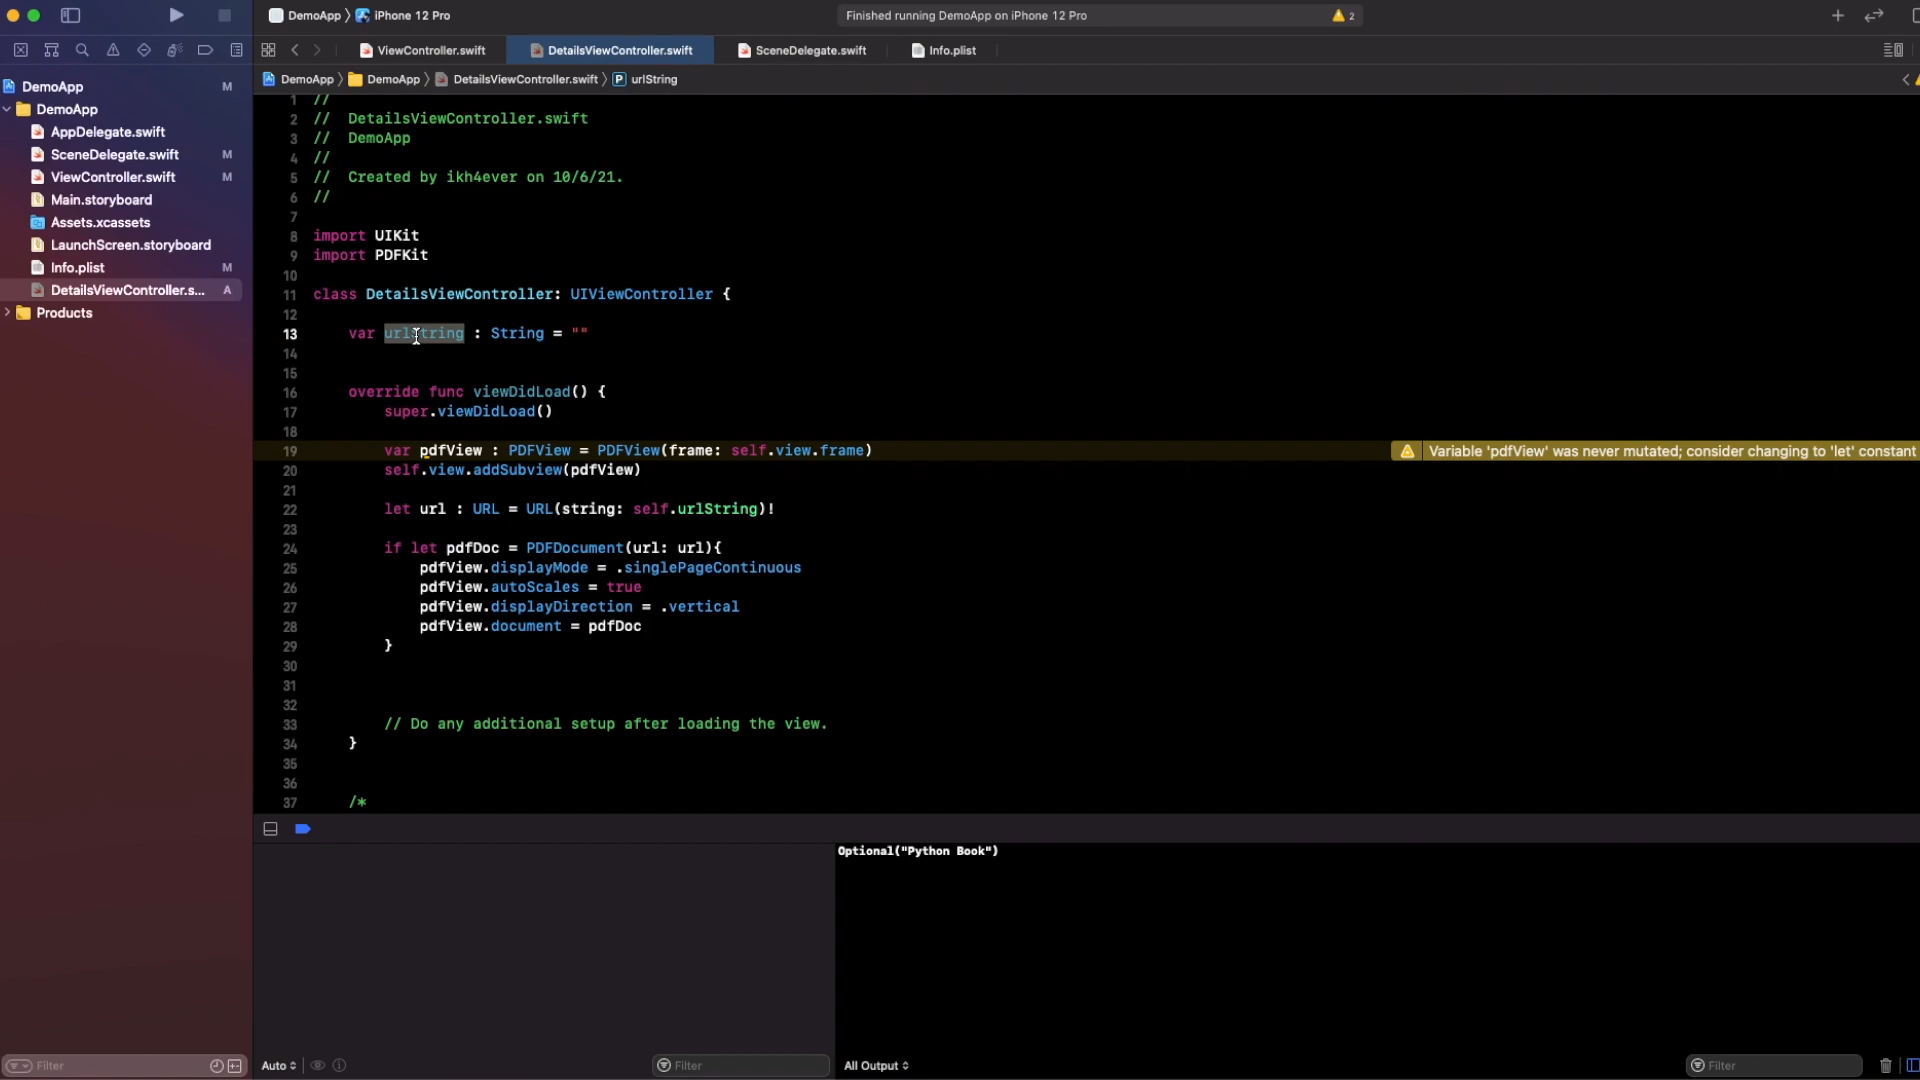 DemoApp 〉 iPhone 12 Pro
Finished running DemoApp on iPhone 12 Pro
2
ViewController.swift
DetailsViewController.swift
SceneDelegate.swift
Info.plist
DemoApp 〉 DemoApp 〉 DetailsViewController.swift 〉 P urlString
DemoApp M
DemoApp
AppDelegate.swift
SceneDelegate.swift M
ViewController.swift M
Main.storyboard
Assets.xcassets
LaunchScreen.storyboard
Info.plist M
DetailsViewController.s... A
Products
1 //
2 //  DetailsViewController.swift
3 //  DemoApp
4 //
5 //  Created by ikh4ever on 10/6/21.
6 //
7
8 import UIKit
9 import PDFKit
10
11 class DetailsViewController: UIViewController {
12
13     var urlString : String = ""
14
15
16     override func viewDidLoad() {
17         super.viewDidLoad()
18
19         var pdfView : PDFView = PDFView(frame: self.view.frame)
Variable 'pdfView' was never mutated; consider changing to 'let' constant
20         self.view.addSubview(pdfView)
21
22         let url : URL = URL(string: self.urlString)!
23
24         if let pdfDoc = PDFDocument(url: url){
25             pdfView.displayMode = .singlePageContinuous
26             pdfView.autoScales = true
27             pdfView.displayDirection = .vertical
28             pdfView.document = pdfDoc
29         }
30
31
32
33         // Do any additional setup after loading the view.
34     }
35
36
37     /*
Optional("Python Book")
Filter
Auto
Filter
All Output
Filter